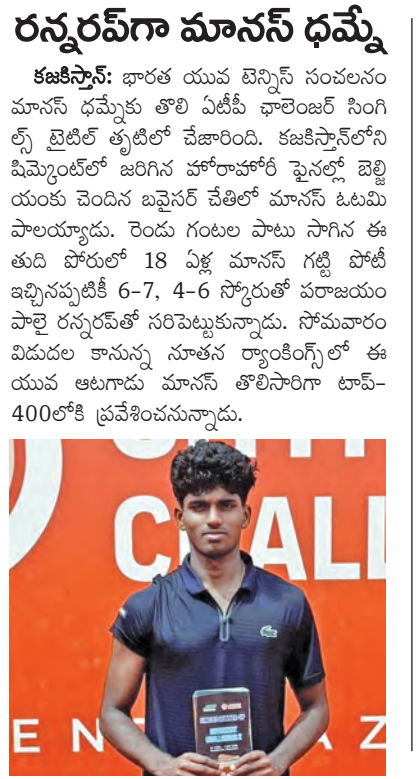 రన్నరప్‌గా మానస్ ధమ్నే
కజకిస్తాన్: భారత యువ టెన్నిస్ సంచలనం
మానస్ ధమ్నేకు తొలి ఏటీపీ ఛాలెంజర్ సింగి
ల్స్ టైటిల్ తృటిలో చేజారింది. కజకిస్తాన్‌లోని
షిమ్కెంట్‌లో జరిగిన హోరాహోరీ ఫైనల్లో బెల్జి
యంకు చెందిన బవైసర్ చేతిలో మానస్ ఓటమి
పాలయ్యాడు. రెండు గంటల పాటు సాగిన ఈ
తుది పోరులో 18 ఏళ్ల మానస్ గట్టి పోటీ
ఇచ్చినప్పటికీ 6-7, 4-6 స్కోరుతో పరాజయం
పాలై రన్నరప్‌తో సరిపెట్టుకున్నాడు. సోమవారం
విడుదల కానున్న నూతన ర్యాంకింగ్స్‌లో ఈ
యువ ఆటగాడు మానస్ తొలిసారిగా టాప్-
400లోకి ప్రవేశించనున్నాడు.
CHALL
EN
AZ